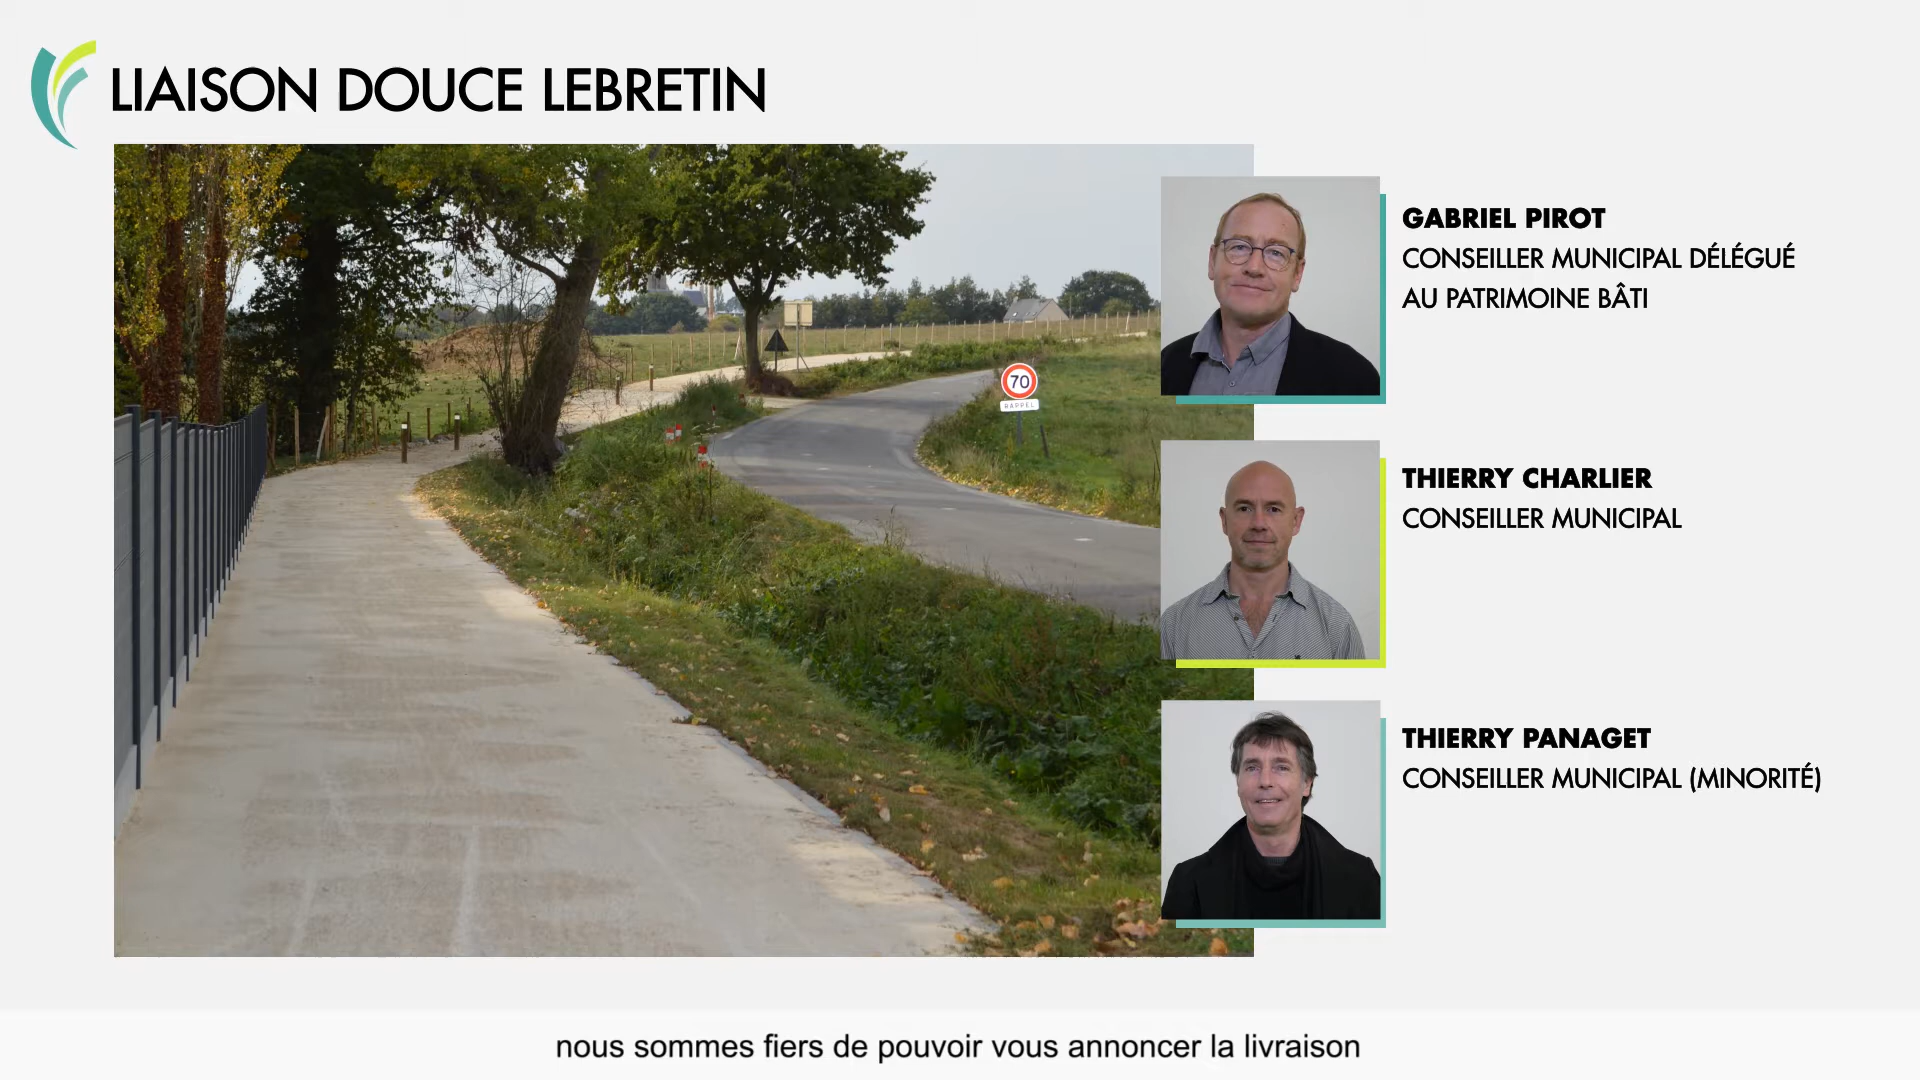 LIAISON DOUCE LEBRETIN
GABRIEL PIROT
CONSEILLER MUNICIPAL DÉLÉGUÉ
AU PATRIMOINE BÂTI
70
RAPPEL
THIERRY CHARLIER
CONSEILLER MUNICIPAL
THIERRY PANAGET
CONSEILLER MUNICIPAL (MINORITÉ)
nous sommes fiers de pouvoir vous annoncer la livraison